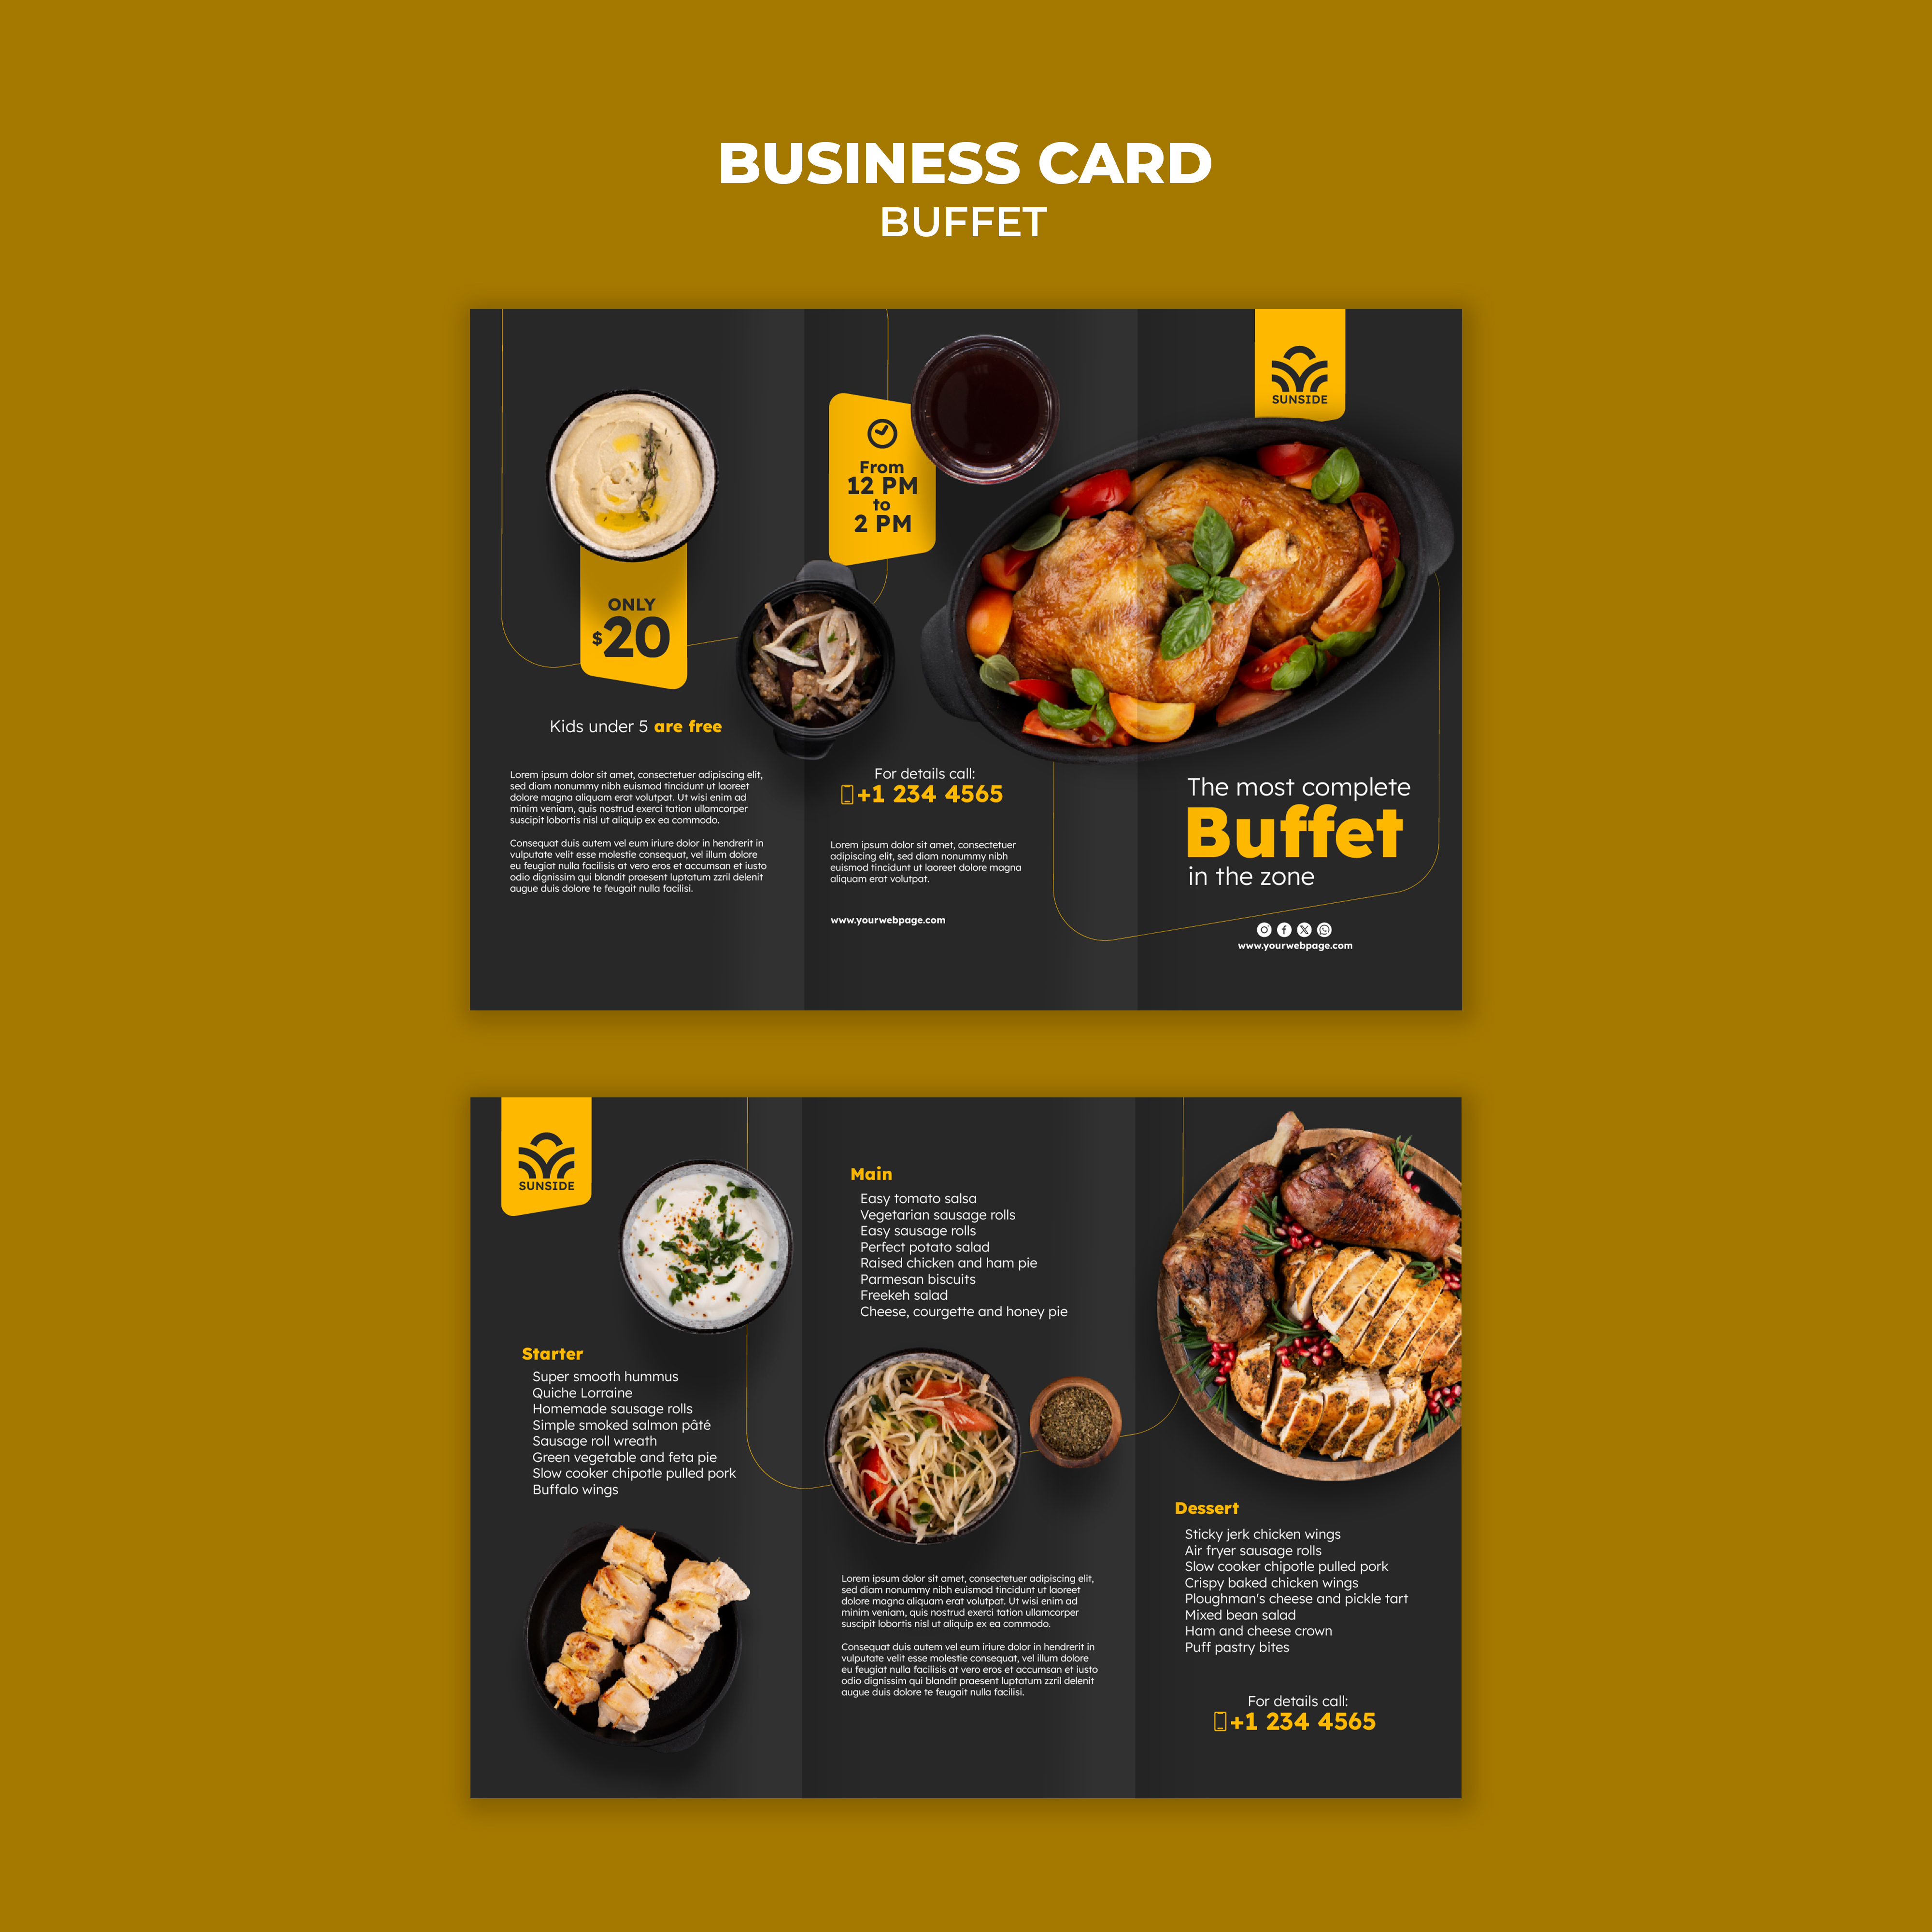 BUSINESS CARD
BUFFET
ONLY
$20
Kids under 5 are free
Lorem ipsum dolor sit amet, consectetuer adipiscing elit,
sed diam nonummy nibh euismod tincidunt ut laoreet
dolore magna aliquam erat volutpat. Ut wisi enim ad
minim veniam, quis nostrud exerci tation ullamcorper
suscipit lobortis nisl ut aliquip ex ea commodo.
Consequat duis autem vel eum iriure dolor in hendrerit in
vulputate velit esse molestie consequat, vel illum dolore
eu feugiat nulla facilisis at vero eros et accumsan et iusto
odio dignissim qui blandit praesent luptatum zzril delenit
augue duis dolore te feugait nulla facilisi.
From
12 PM
to
2 PM
For details call:
+1 234 4565
Lorem ipsum dolor sit amet, consectetuer
adipiscing elit, sed diam nonummy nibh
euismod tincidunt ut laoreet dolore magna
aliquam erat volutpat.
www.yourwebpage.com
SUNSIDE
The most complete
Buffet
in the zone
www.yourwebpage.com
SUNSIDE
Starter
Super smooth hummus
Quiche Lorraine
Homemade sausage rolls
Simple smoked salmon pâté
Sausage roll wreath
Green vegetable and feta pie
Slow cooker chipotle pulled pork
Buffalo wings
Main
Easy tomato salsa
Vegetarian sausage rolls
Easy sausage rolls
Perfect potato salad
Raised chicken and ham pie
Parmesan biscuits
Freekeh salad
Cheese, courgette and honey pie
Lorem ipsum dolor sit amet, consectetuer adipiscing elit,
sed diam nonummy nibh euismod tincidunt ut laoreet
dolore magna aliquam erat volutpat. Ut wisi enim ad
minim veniam, quis nostrud exerci tation ullamcorper
suscipit lobortis nisl ut aliquip ex ea commodo.
Consequat duis autem vel eum iriure dolor in hendrerit in
vulputate velit esse molestie consequat, vel illum dolore
eu feugiat nulla facilisis at vero eros et accumsan et iusto
odio dignissim qui blandit praesent luptatum zzril delenit
augue duis dolore te feugait nulla facilisi.
Dessert
Sticky jerk chicken wings
Air fryer sausage rolls
Slow cooker chipotle pulled pork
Crispy baked chicken wings
Ploughman's cheese and pickle tart
Mixed bean salad
Ham and cheese crown
Puff pastry bites
For details call:
+1 234 4565